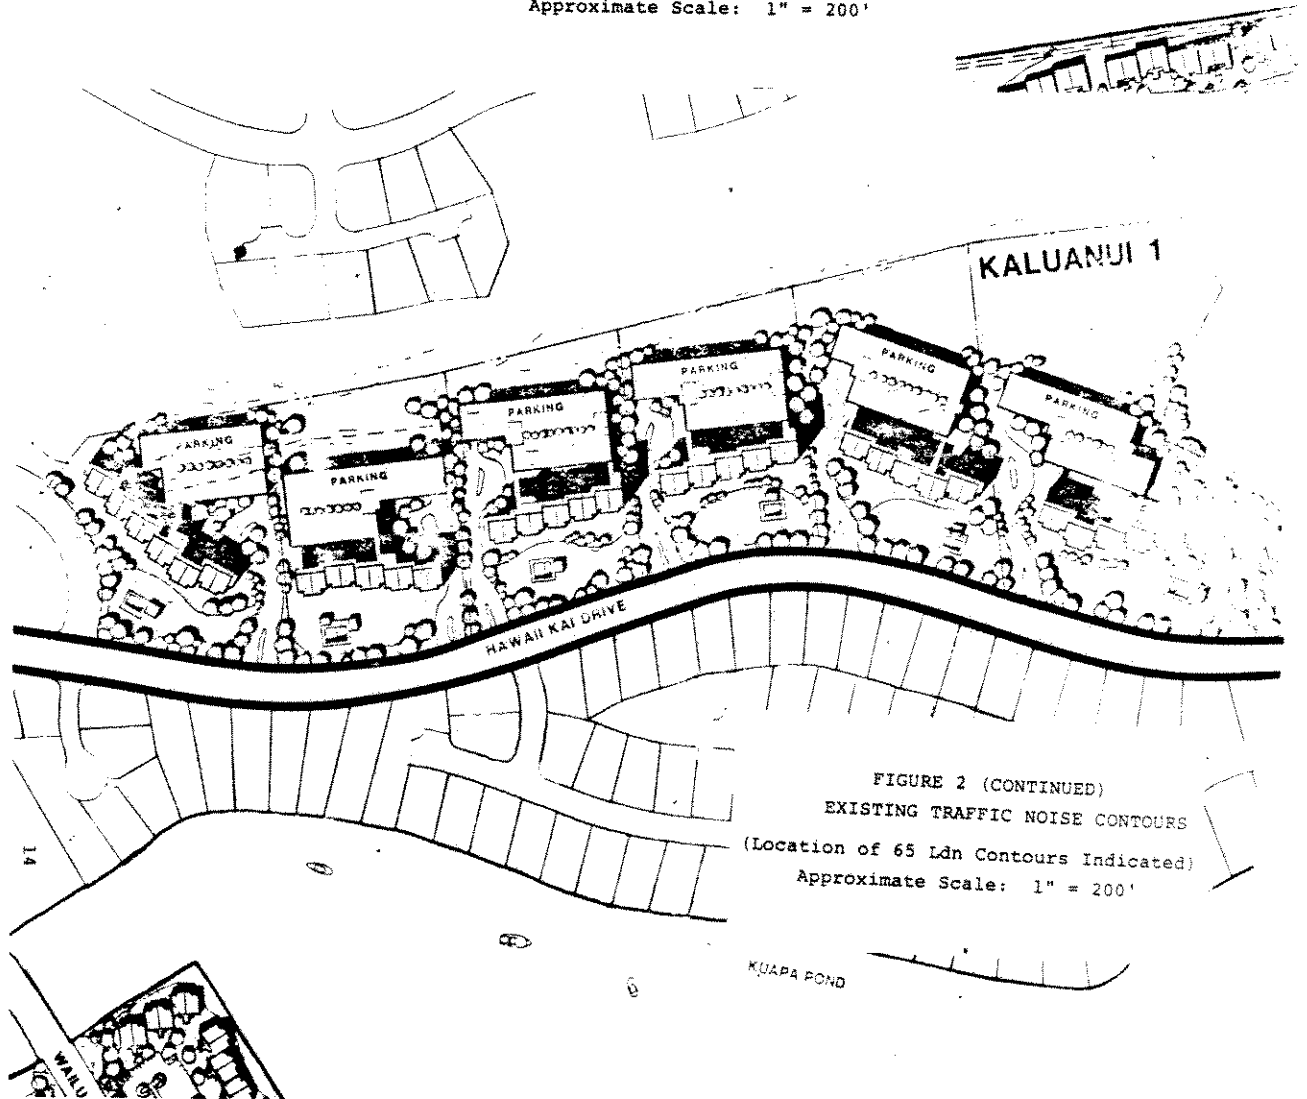 Approximate Scale: 1" = 200'
KALUANUI 1
PARKING
PARKING
PARKING
PARKING
PARKING
PARKING
HAWAII KAI DRIVE
FIGURE 2 (CONTINUED)
EXISTING TRAFFIC NOISE CONTOURS
(Location of 65 Ldn Contours Indicated)
Approximate Scale: 1" = 200'
14
KUAPA POND
WAILU